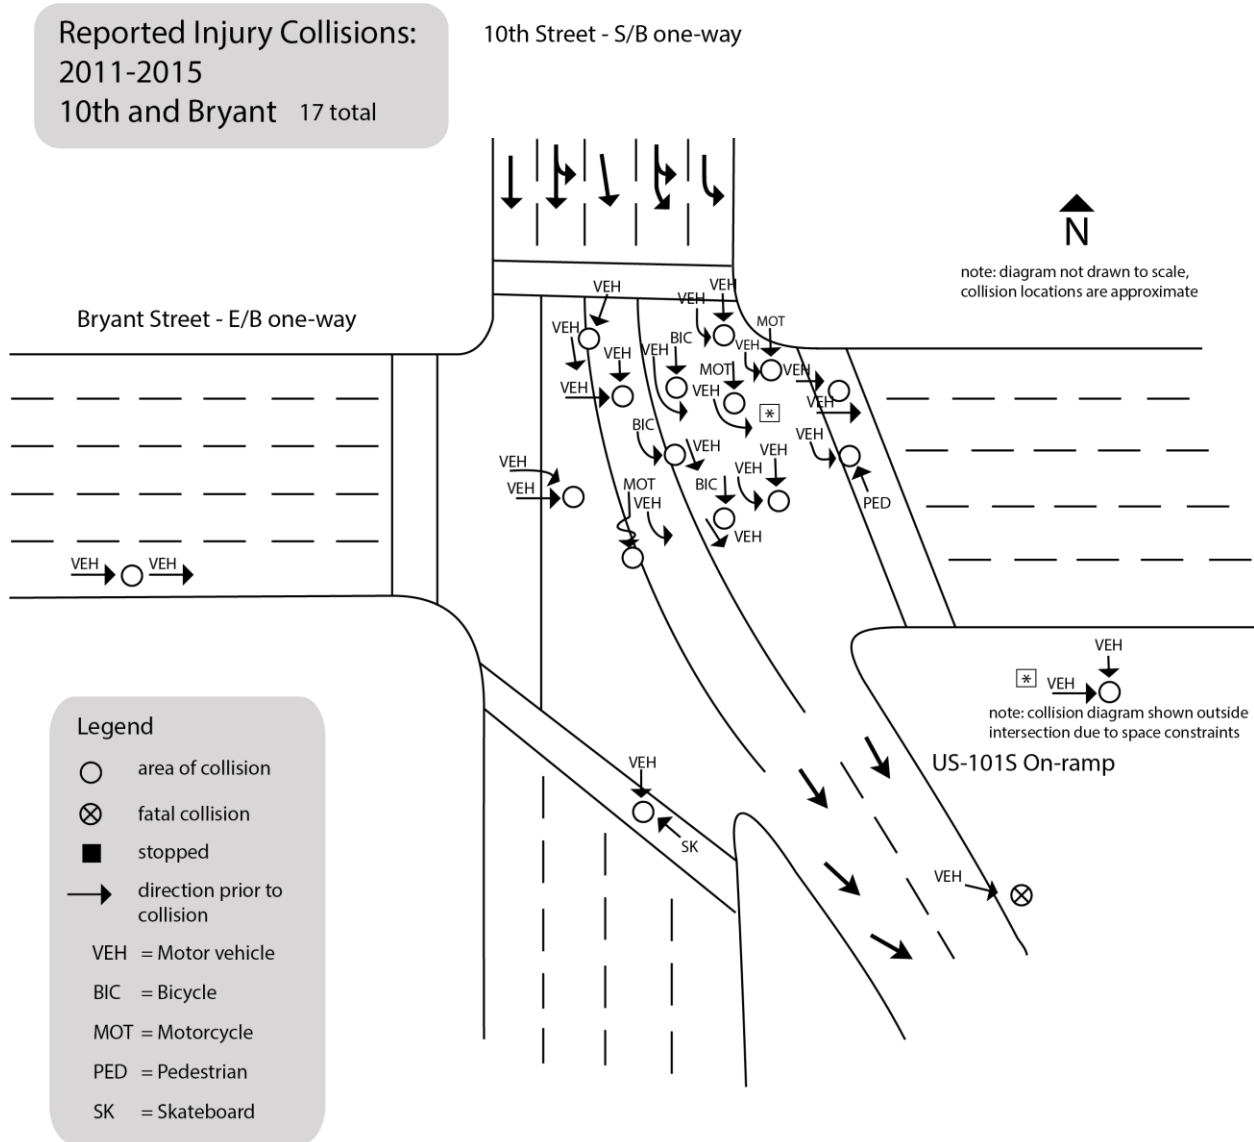 Reported Injury Collisions:
2011-2015
10th and Bryant 17 total
10th Street - S/B one-way
N
note: diagram not drawn to scale,
collision locations are approximate
Bryant Street - E/B one-way
VEH
VEH
VEH
MOT
VEH
BIC
VEH
VEH
VEH
VEH
MOT
VEH
VEH
VEH
VEH
*
BIC
VEH
VEH
VEH
VEH
VEH
VEH
MOT
BIC
VEH
PED
VEH
VEH
VEH
VEH
*
VEH
note: collision diagram shown outside
intersection due to space constraints
US-101S On-ramp
VEH
SK
VEH
Legend
area of collision
fatal collision
stopped
direction prior to
collision
VEH = Motor vehicle
BIC = Bicycle
MOT = Motorcycle
PED = Pedestrian
SK = Skateboard